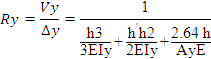 Ry = Vy / Δy = 1 / (h3 / 3EIy + h'h2 / 2EIy + 2.64 h / AyE)